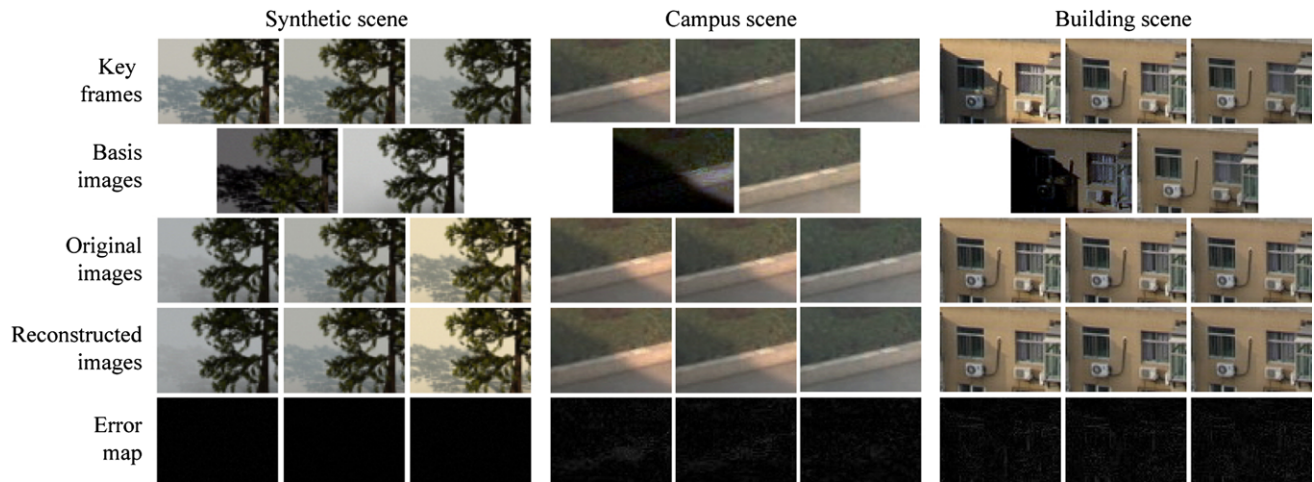 Synthetic scene
Campus scene
Building scene
Key
frames
Basis
images
Original
images
Reconstructed
images
Error
map